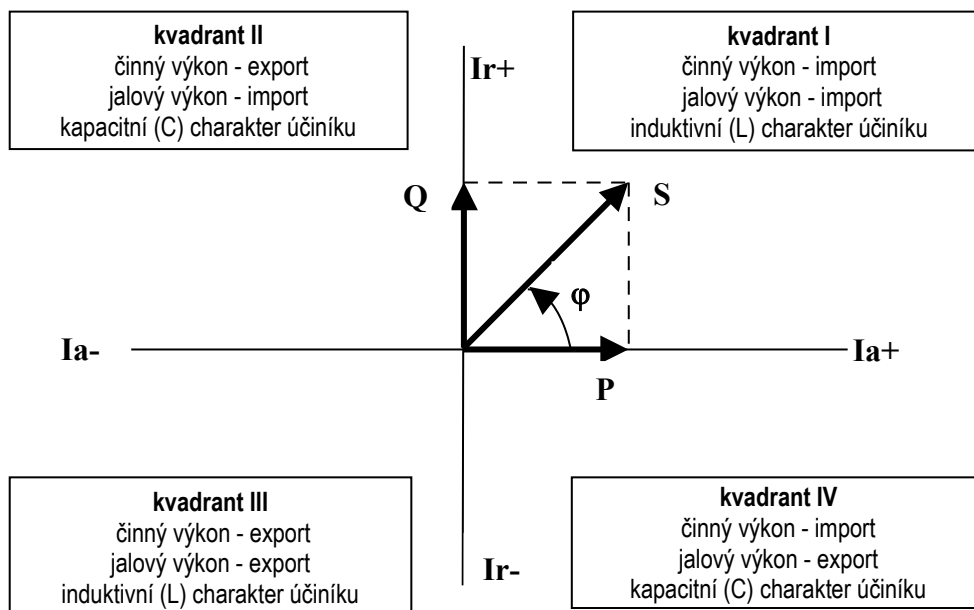 kvadrant II
činný výkon - export
jalový výkon - import
kapacitní (C) charakter účiníku
Ir+
kvadrant I
činný výkon - import
jalový výkon - import
induktivní (L) charakter účiníku
Q
S
φ
Ia-
Ia+
P
kvadrant III
činný výkon - export
jalový výkon - export
induktivní (L) charakter účiníku
Ir-
kvadrant IV
činný výkon - import
jalový výkon - export
kapacitní (C) charakter účiníku